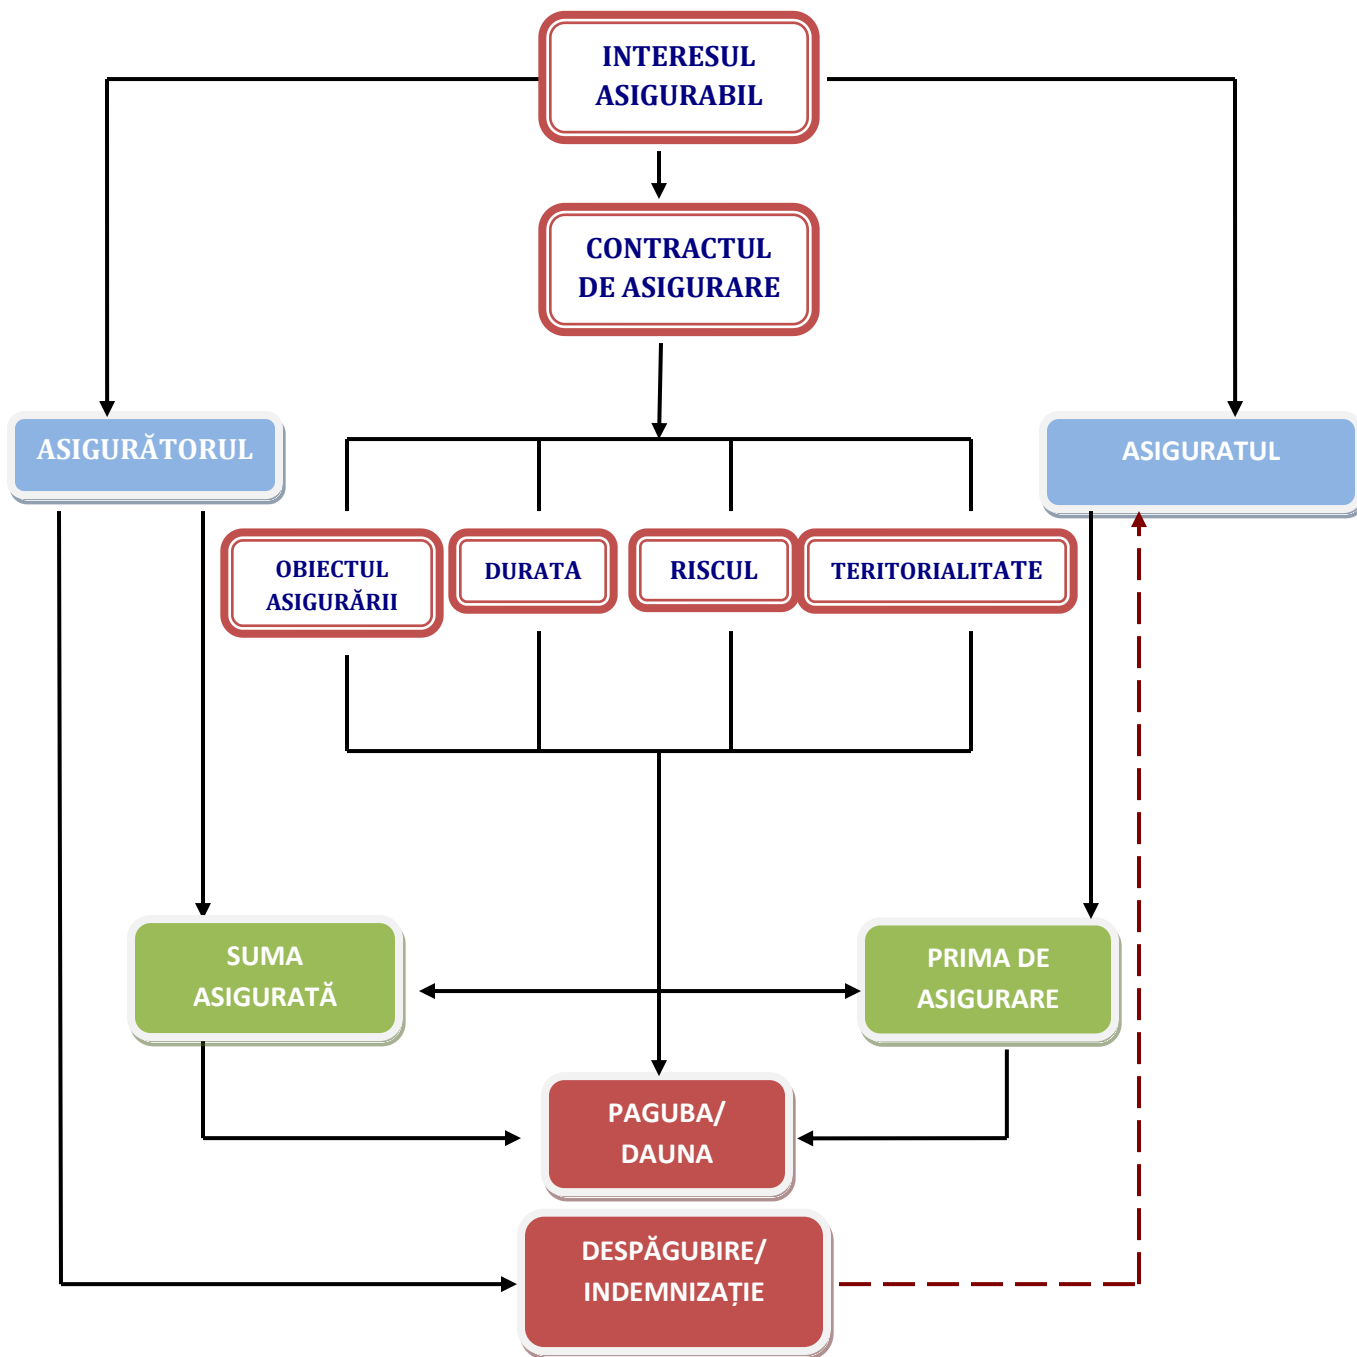 INTERESUL
ASIGURABIL
CONTRACTUL
DE ASIGURARE
ASIGURĂTORUL
ASIGURATUL
OBIECTUL
ASIGURĂRII
DURATA
RISCUL
TERITORIALITATE
SUMA
ASIGURATĂ
PRIMA DE
ASIGURARE
PAGUBA/
DAUNA
DESPĂGUBIRE/
INDEMNIZAȚIE